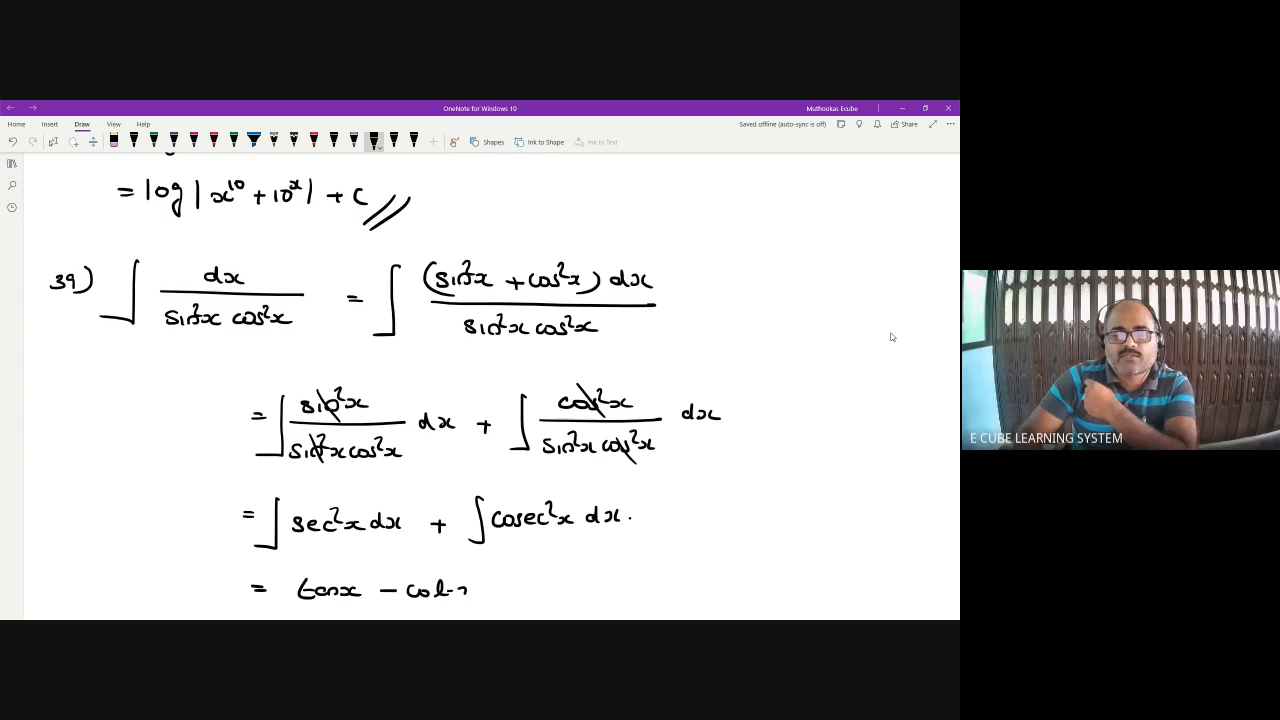 OneNote for Windows 10
Muthookas Ecube
Home Insert Draw View Help
Saved offline (auto-sync is off) Share
Shapes Ink to Shape Ink to Text
= log |x¹⁰ + 10ˣ| + c //
39) ∫ dx / (sin²x cos²x) = ∫ (sin²x + cos²x) dx / (sin²x cos²x)
= ∫ sin²x / (sin²x cos²x) dx + ∫ cos²x / (sin²x cos²x) dx
= ∫ sec²x dx + ∫ cosec²x dx.
= tanx - cot
E CUBE LEARNING SYSTEM